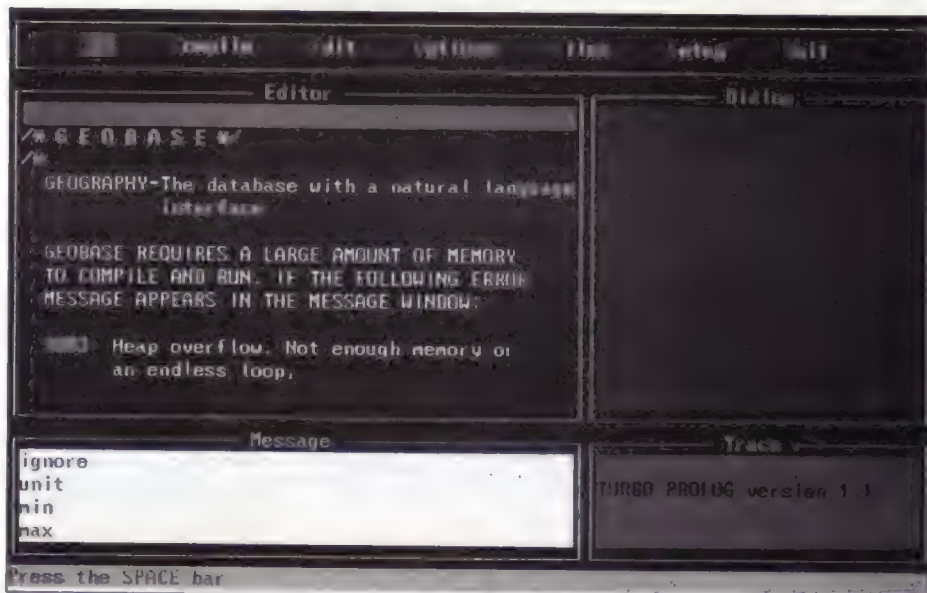 Run Compile Edit Options Files Setup Quit
Editor
Dialog
/* G E O B A S E */
/*
GEOGRAPHY-The database with a natural language
interface
GEOBASE REQUIRES A LARGE AMOUNT OF MEMORY
TO COMPILE AND RUN. IF THE FOLLOWING ERROR
MESSAGE APPEARS IN THE MESSAGE WINDOW:
Heap overflow. Not enough memory or
an endless loop,
Message
ignore
unit
min
max
Trace
TURBO PROLOG version 1.1
Press the SPACE bar